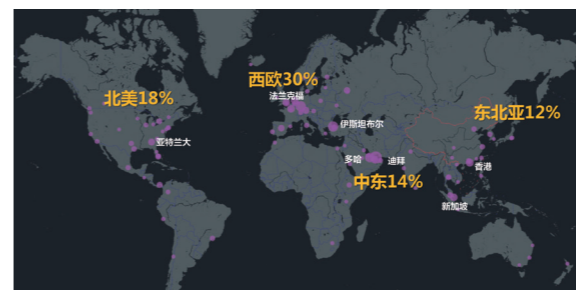 西欧30%
北美18%
法兰克福
东北亚12%
伊斯坦布尔
亚特兰大
多哈
迪拜
香港
中东14%
新加坡